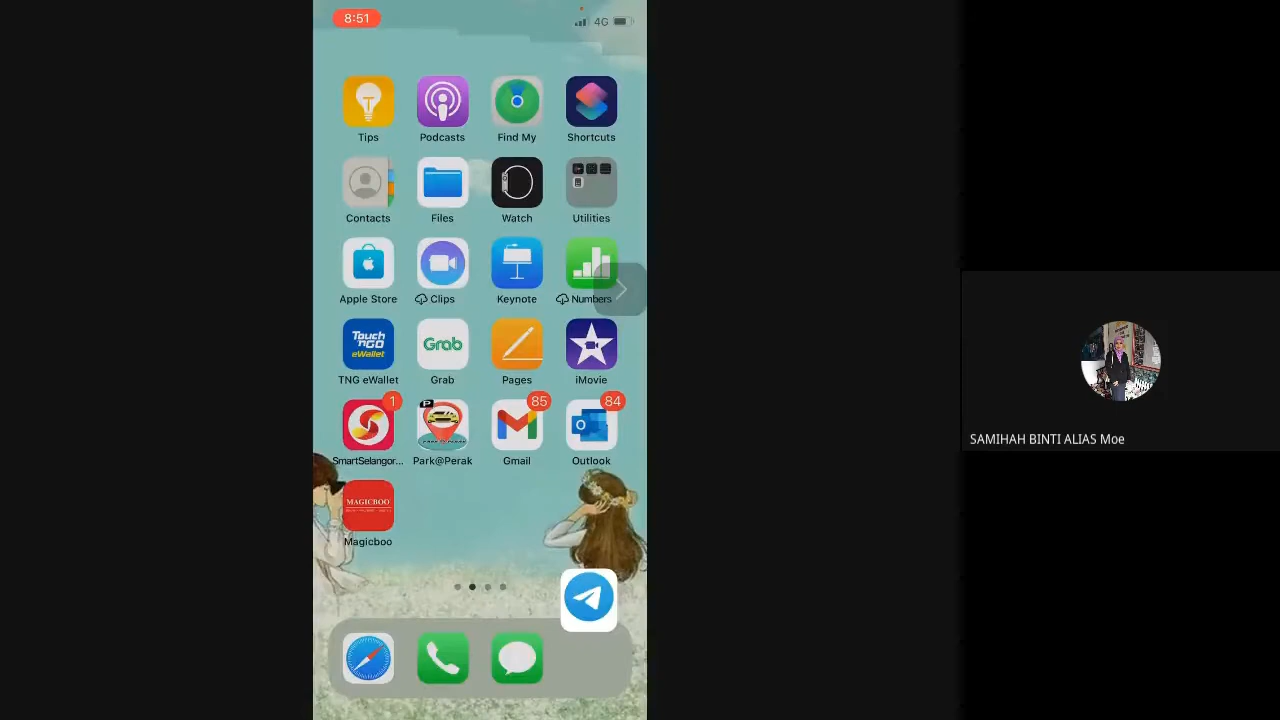 8:51
4G
Tips
Podcasts
Find My
Shortcuts
Contacts
Files
Watch
Utilities
Apple Store
Clips
Keynote
Numbers
Touch
'nGO
eWallet
Grab
TNG eWallet
Grab
Pages
iMovie
1
P
85
84
SmartSelangor...
Park@Perak
Gmail
Outlook
MAGICBOO
Magicboo
SAMIHAH BINTI ALIAS Moe